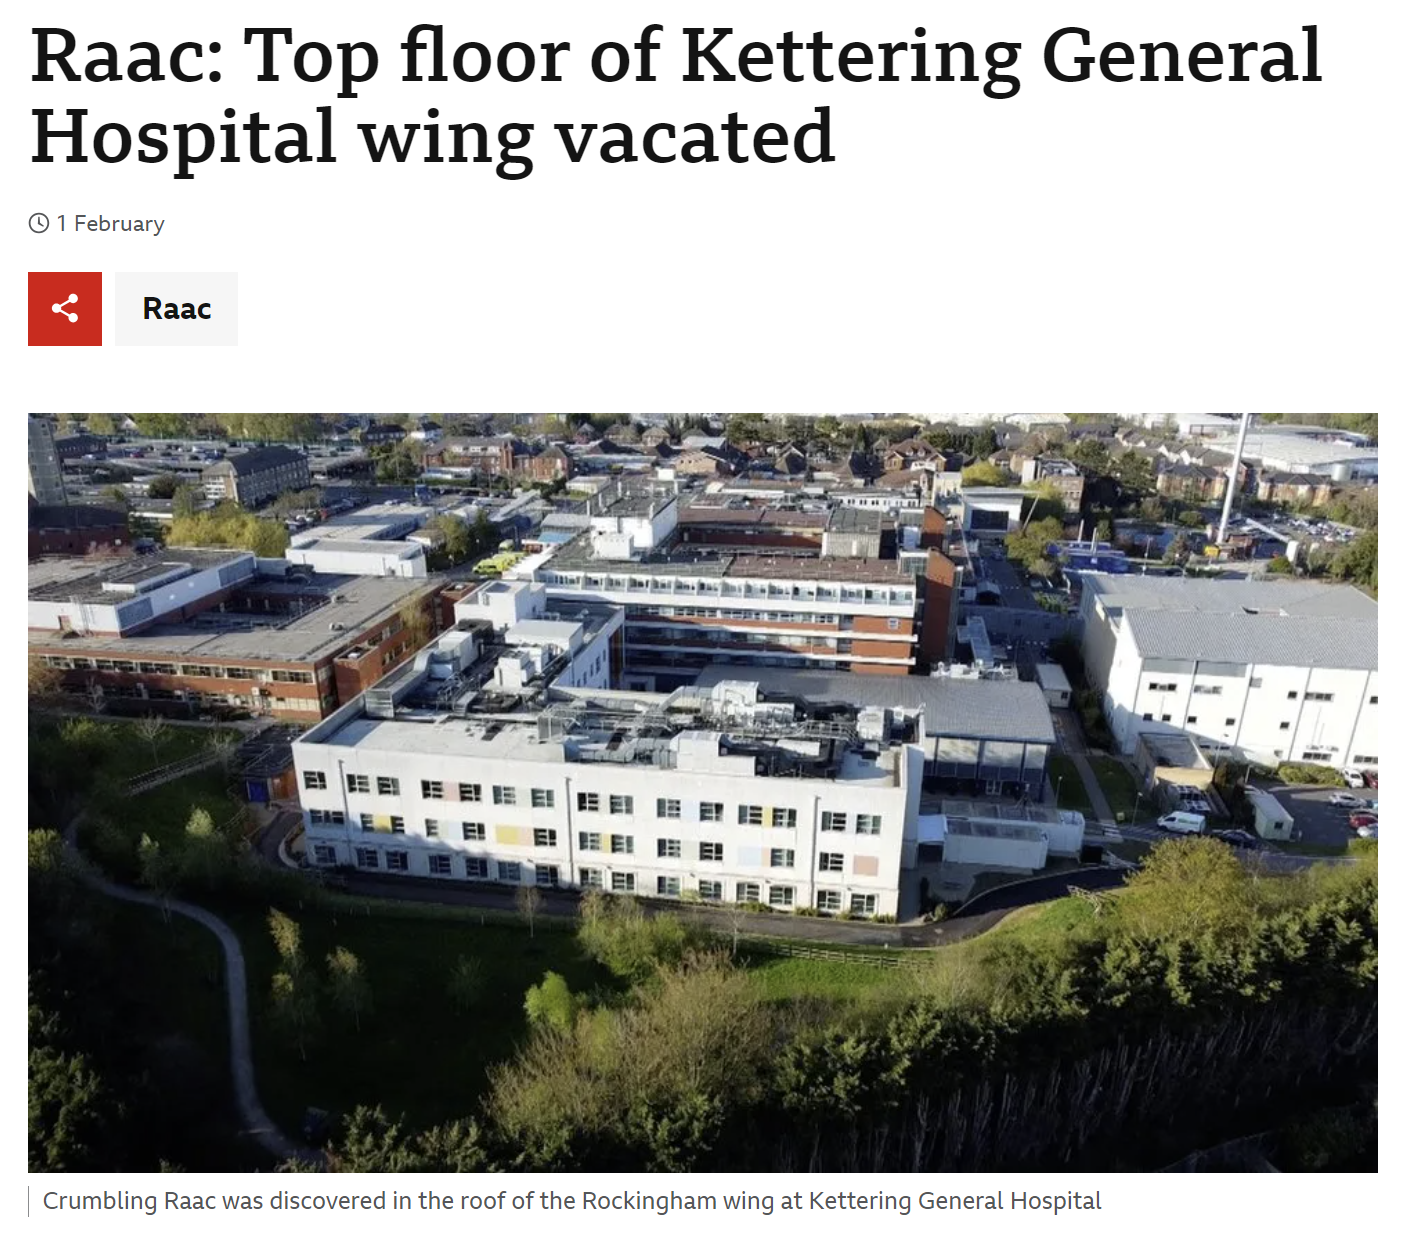 Raac: Top floor of Kettering General
Hospital wing vacated
1 February
Raac
Crumbling Raac was discovered in the roof of the Rockingham wing at Kettering General Hospital